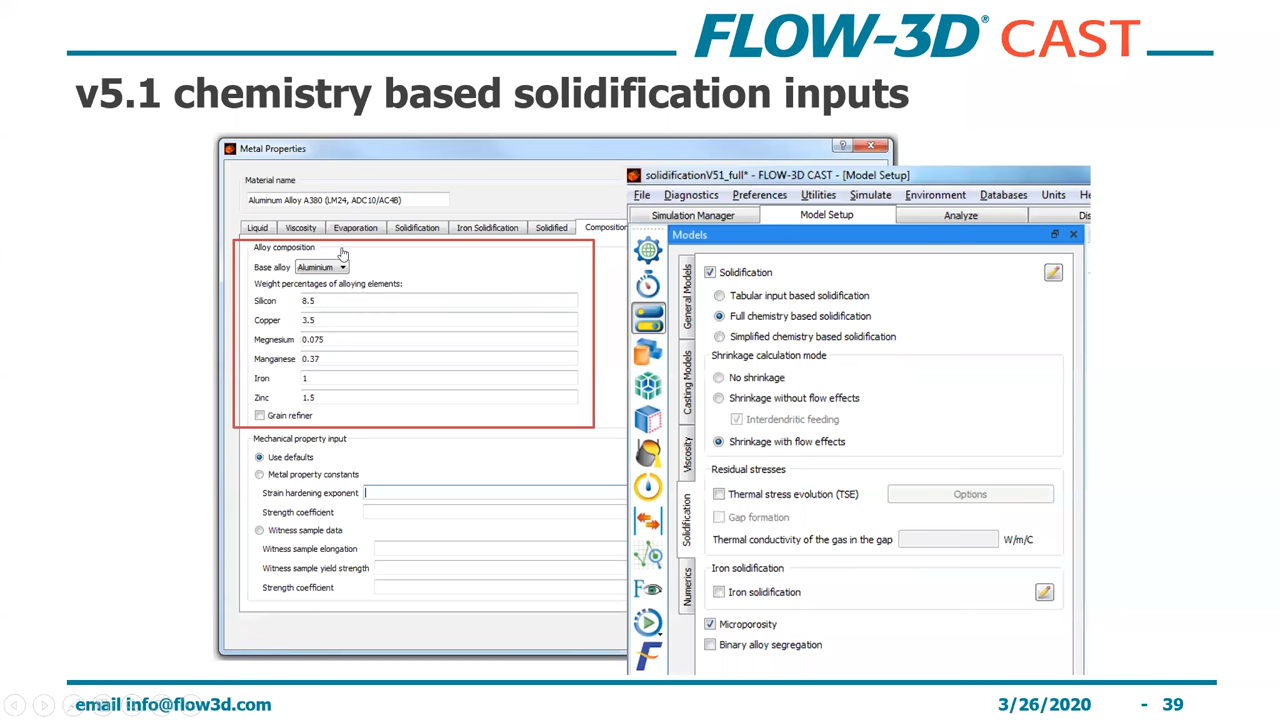 FLOW-3D® CAST
v5.1 chemistry based solidification inputs
Metal Properties
Material name
Aluminum Alloy A380 (LM24, ADC10/AC4B)
Liquid Viscosity Evaporation Solidification Iron Solidification Solidified Composition
Alloy composition
Base alloy Aluminium
Weight percentages of alloying elements:
Silicon 8.5
Copper 3.5
Megnesium 0.075
Manganese 0.37
Iron 1
Zinc 1.5
Grain refiner
Mechanical property input
Use defaults
Metal property constants
Strain hardening exponent
Strength coefficient
Witness sample data
Witness sample elongation
Witness sample yield strength
Strength coefficient
solidificationV51_full* - FLOW-3D CAST - [Model Setup]
File Diagnostics Preferences Utilities Simulate Environment Databases Units He
Simulation Manager Model Setup Analyze Dis
Models
General Models
Casting Models
Viscosity
Solidification
Numerics
Solidification
Tabular input based solidification
Full chemistry based solidification
Simplified chemistry based solidification
Shrinkage calculation mode
No shrinkage
Shrinkage without flow effects
Interdendritic feeding
Shrinkage with flow effects
Residual stresses
Thermal stress evolution (TSE) Options
Gap formation
Thermal conductivity of the gas in the gap W/m/C
Iron solidification
Iron solidification
Microporosity
Binary alloy segregation
email info@flow3d.com
3/26/2020 - 39